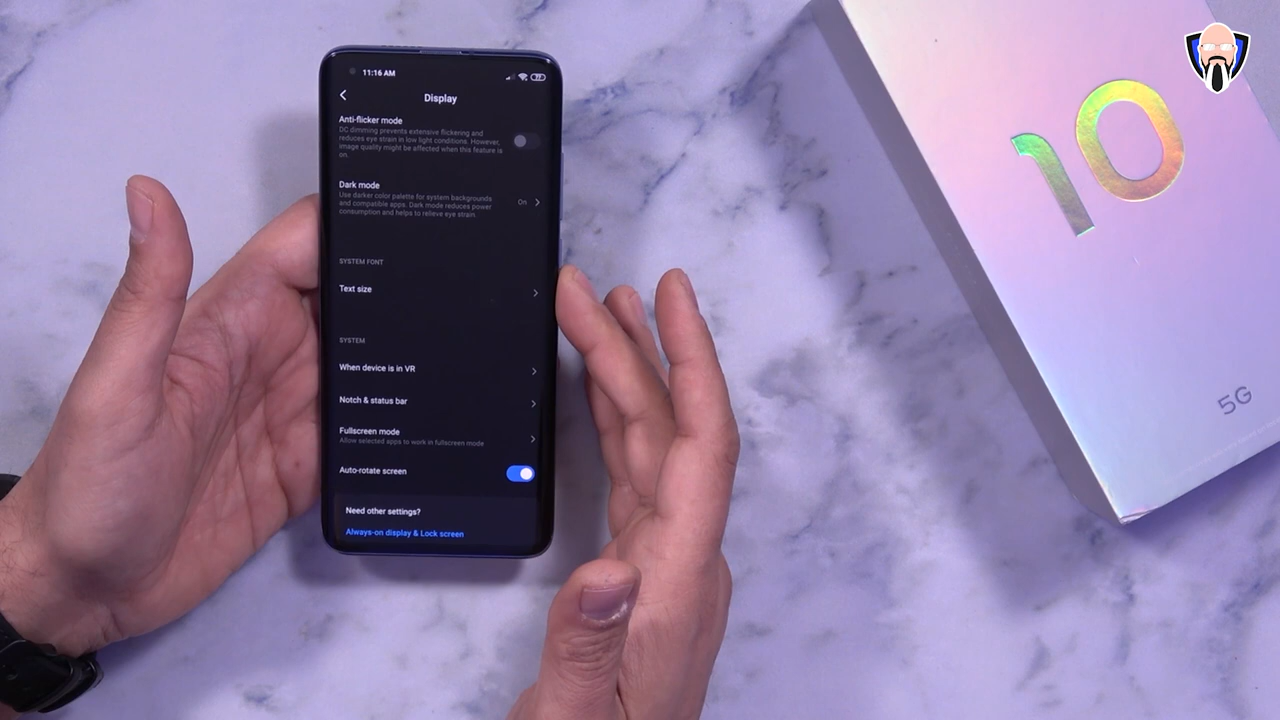 11:16 AM
77
Display
Anti-flicker mode
DC dimming prevents extensive flickering and
reduces eye strain in low light conditions. However,
image quality might be affected when this feature is
on.
Dark mode
Use darker color palette for system backgrounds
and compatible apps. Dark mode reduces power
consumption and helps to relieve eye strain.
On
SYSTEM FONT
Text size
SYSTEM
When device is in VR
Notch & status bar
Fullscreen mode
Allow selected apps to work in fullscreen mode
Auto-rotate screen
Need other settings?
Always-on display & Lock screen
10
5G